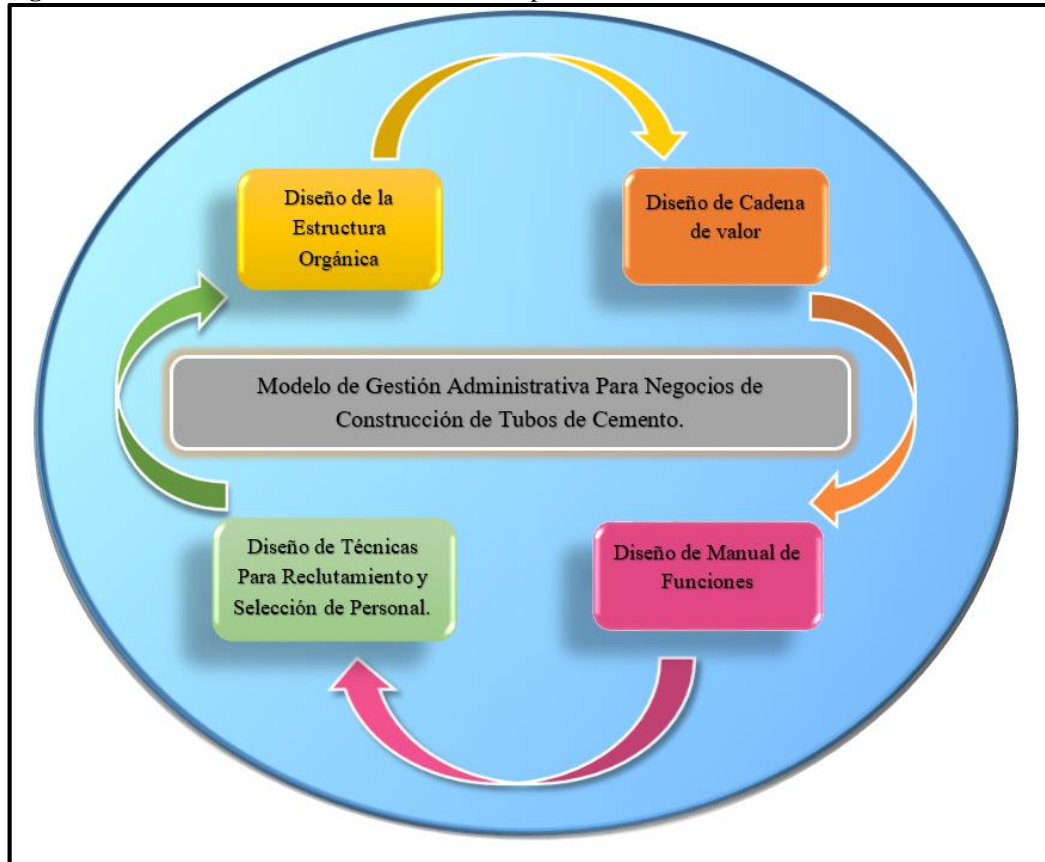 Diseño de la
Estructura
Orgánica
Diseño de Cadena
de valor
Modelo de Gestión Administrativa Para Negocios de
Construcción de Tubos de Cemento.
Diseño de Técnicas
Para Reclutamiento y
Selección de Personal.
Diseño de Manual de
Funciones